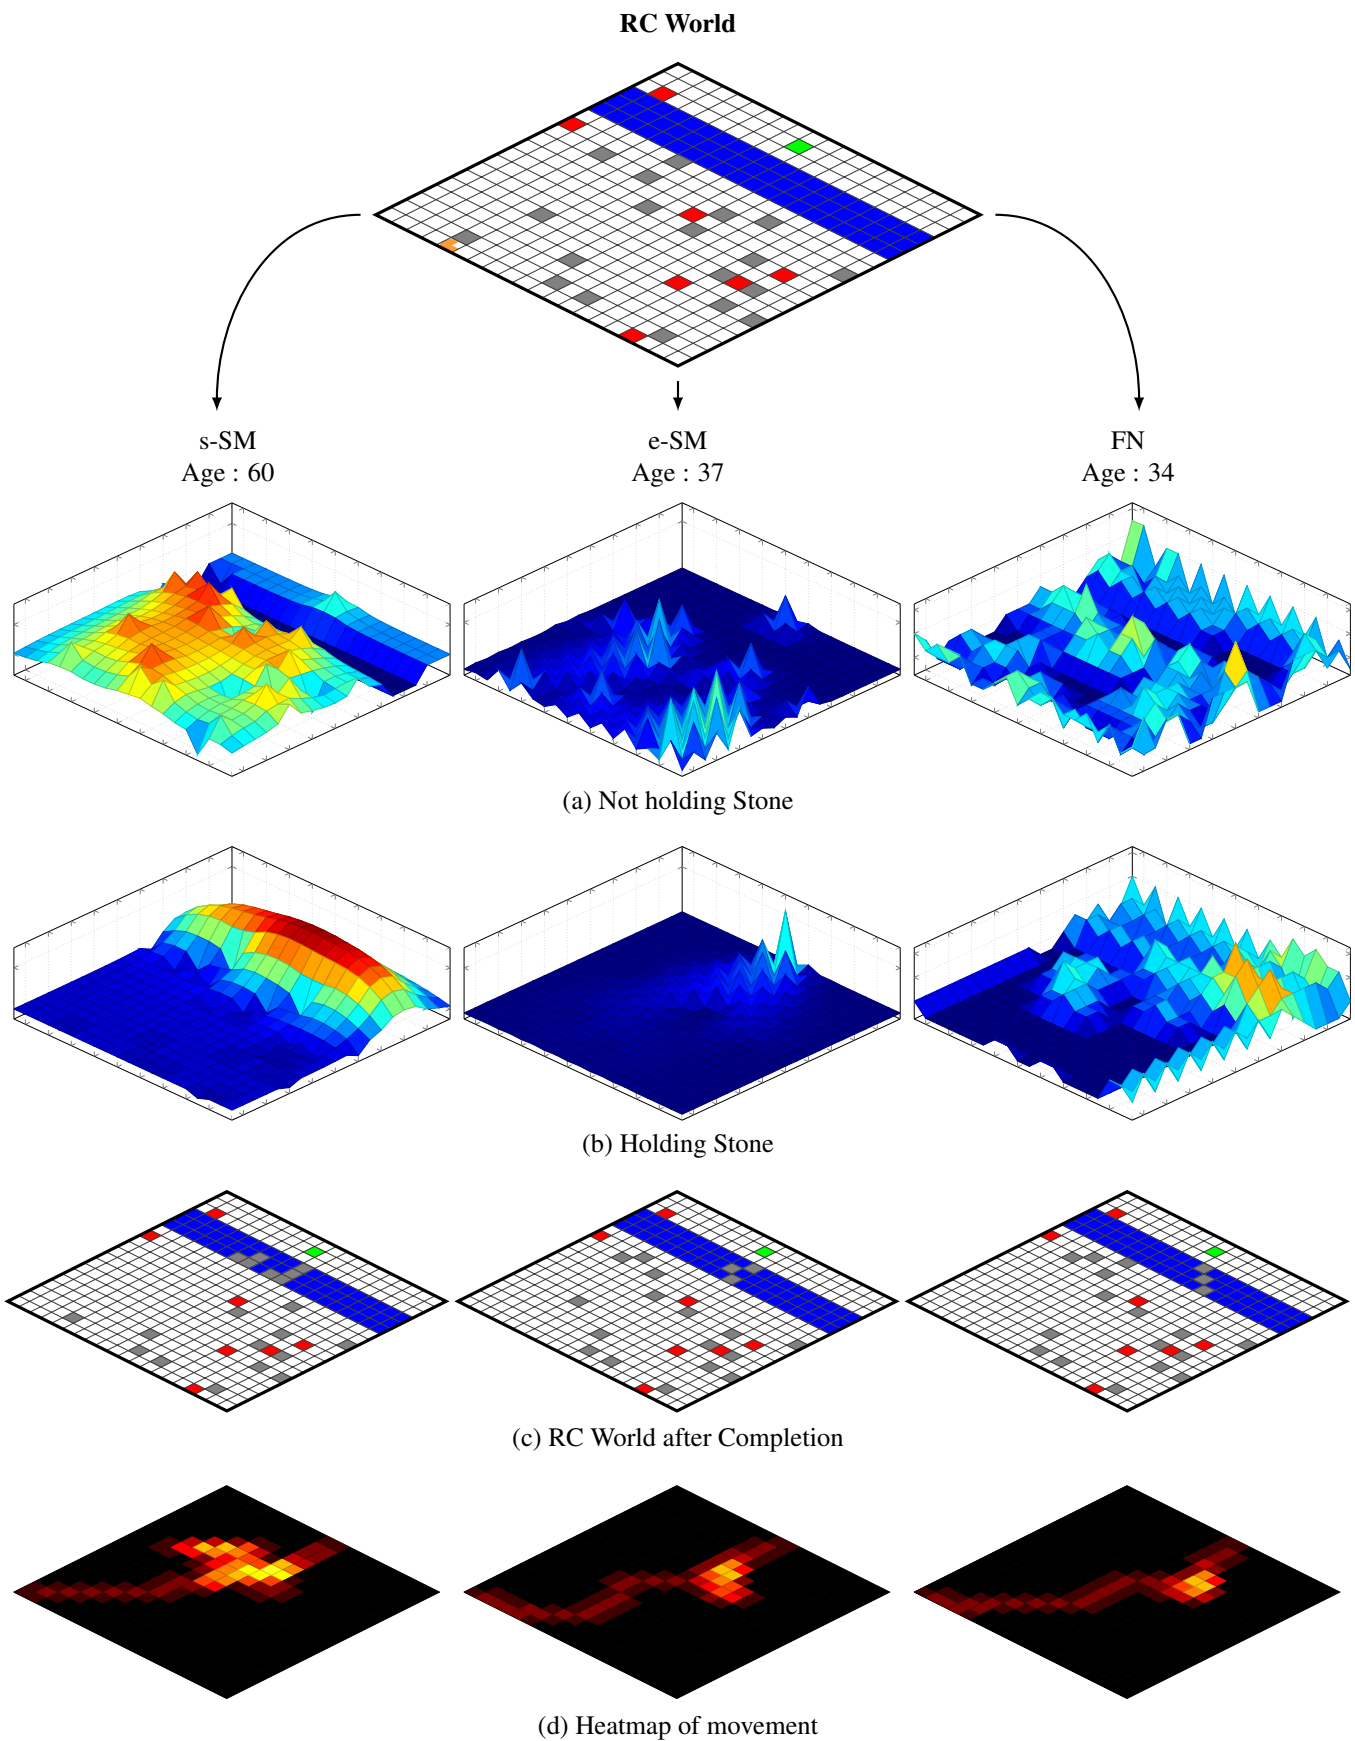 RC World
s-SM
Age : 60
e-SM
Age : 37
FN
Age : 34
(a) Not holding Stone
(b) Holding Stone
(c) RC World after Completion
(d) Heatmap of movement